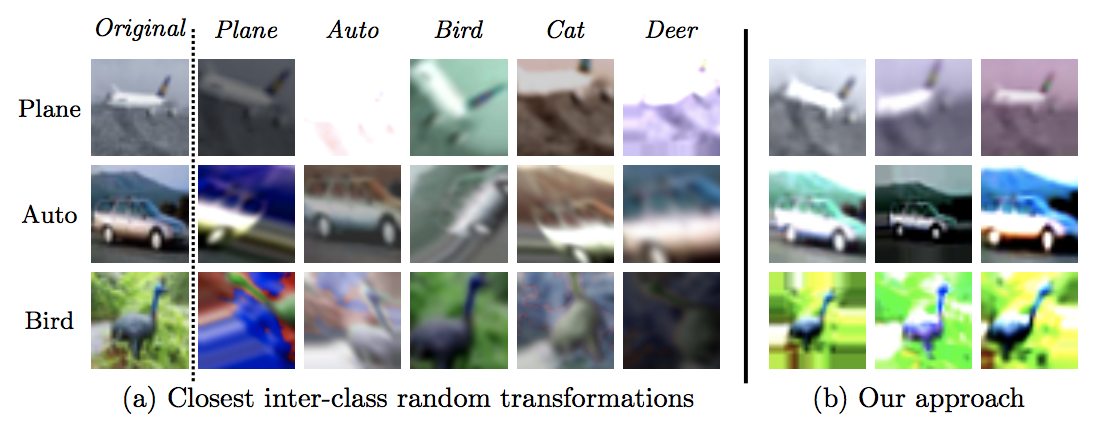 Original Plane Auto Bird Cat Deer
Plane
Auto
Bird
(a) Closest inter-class random transformations
(b) Our approach